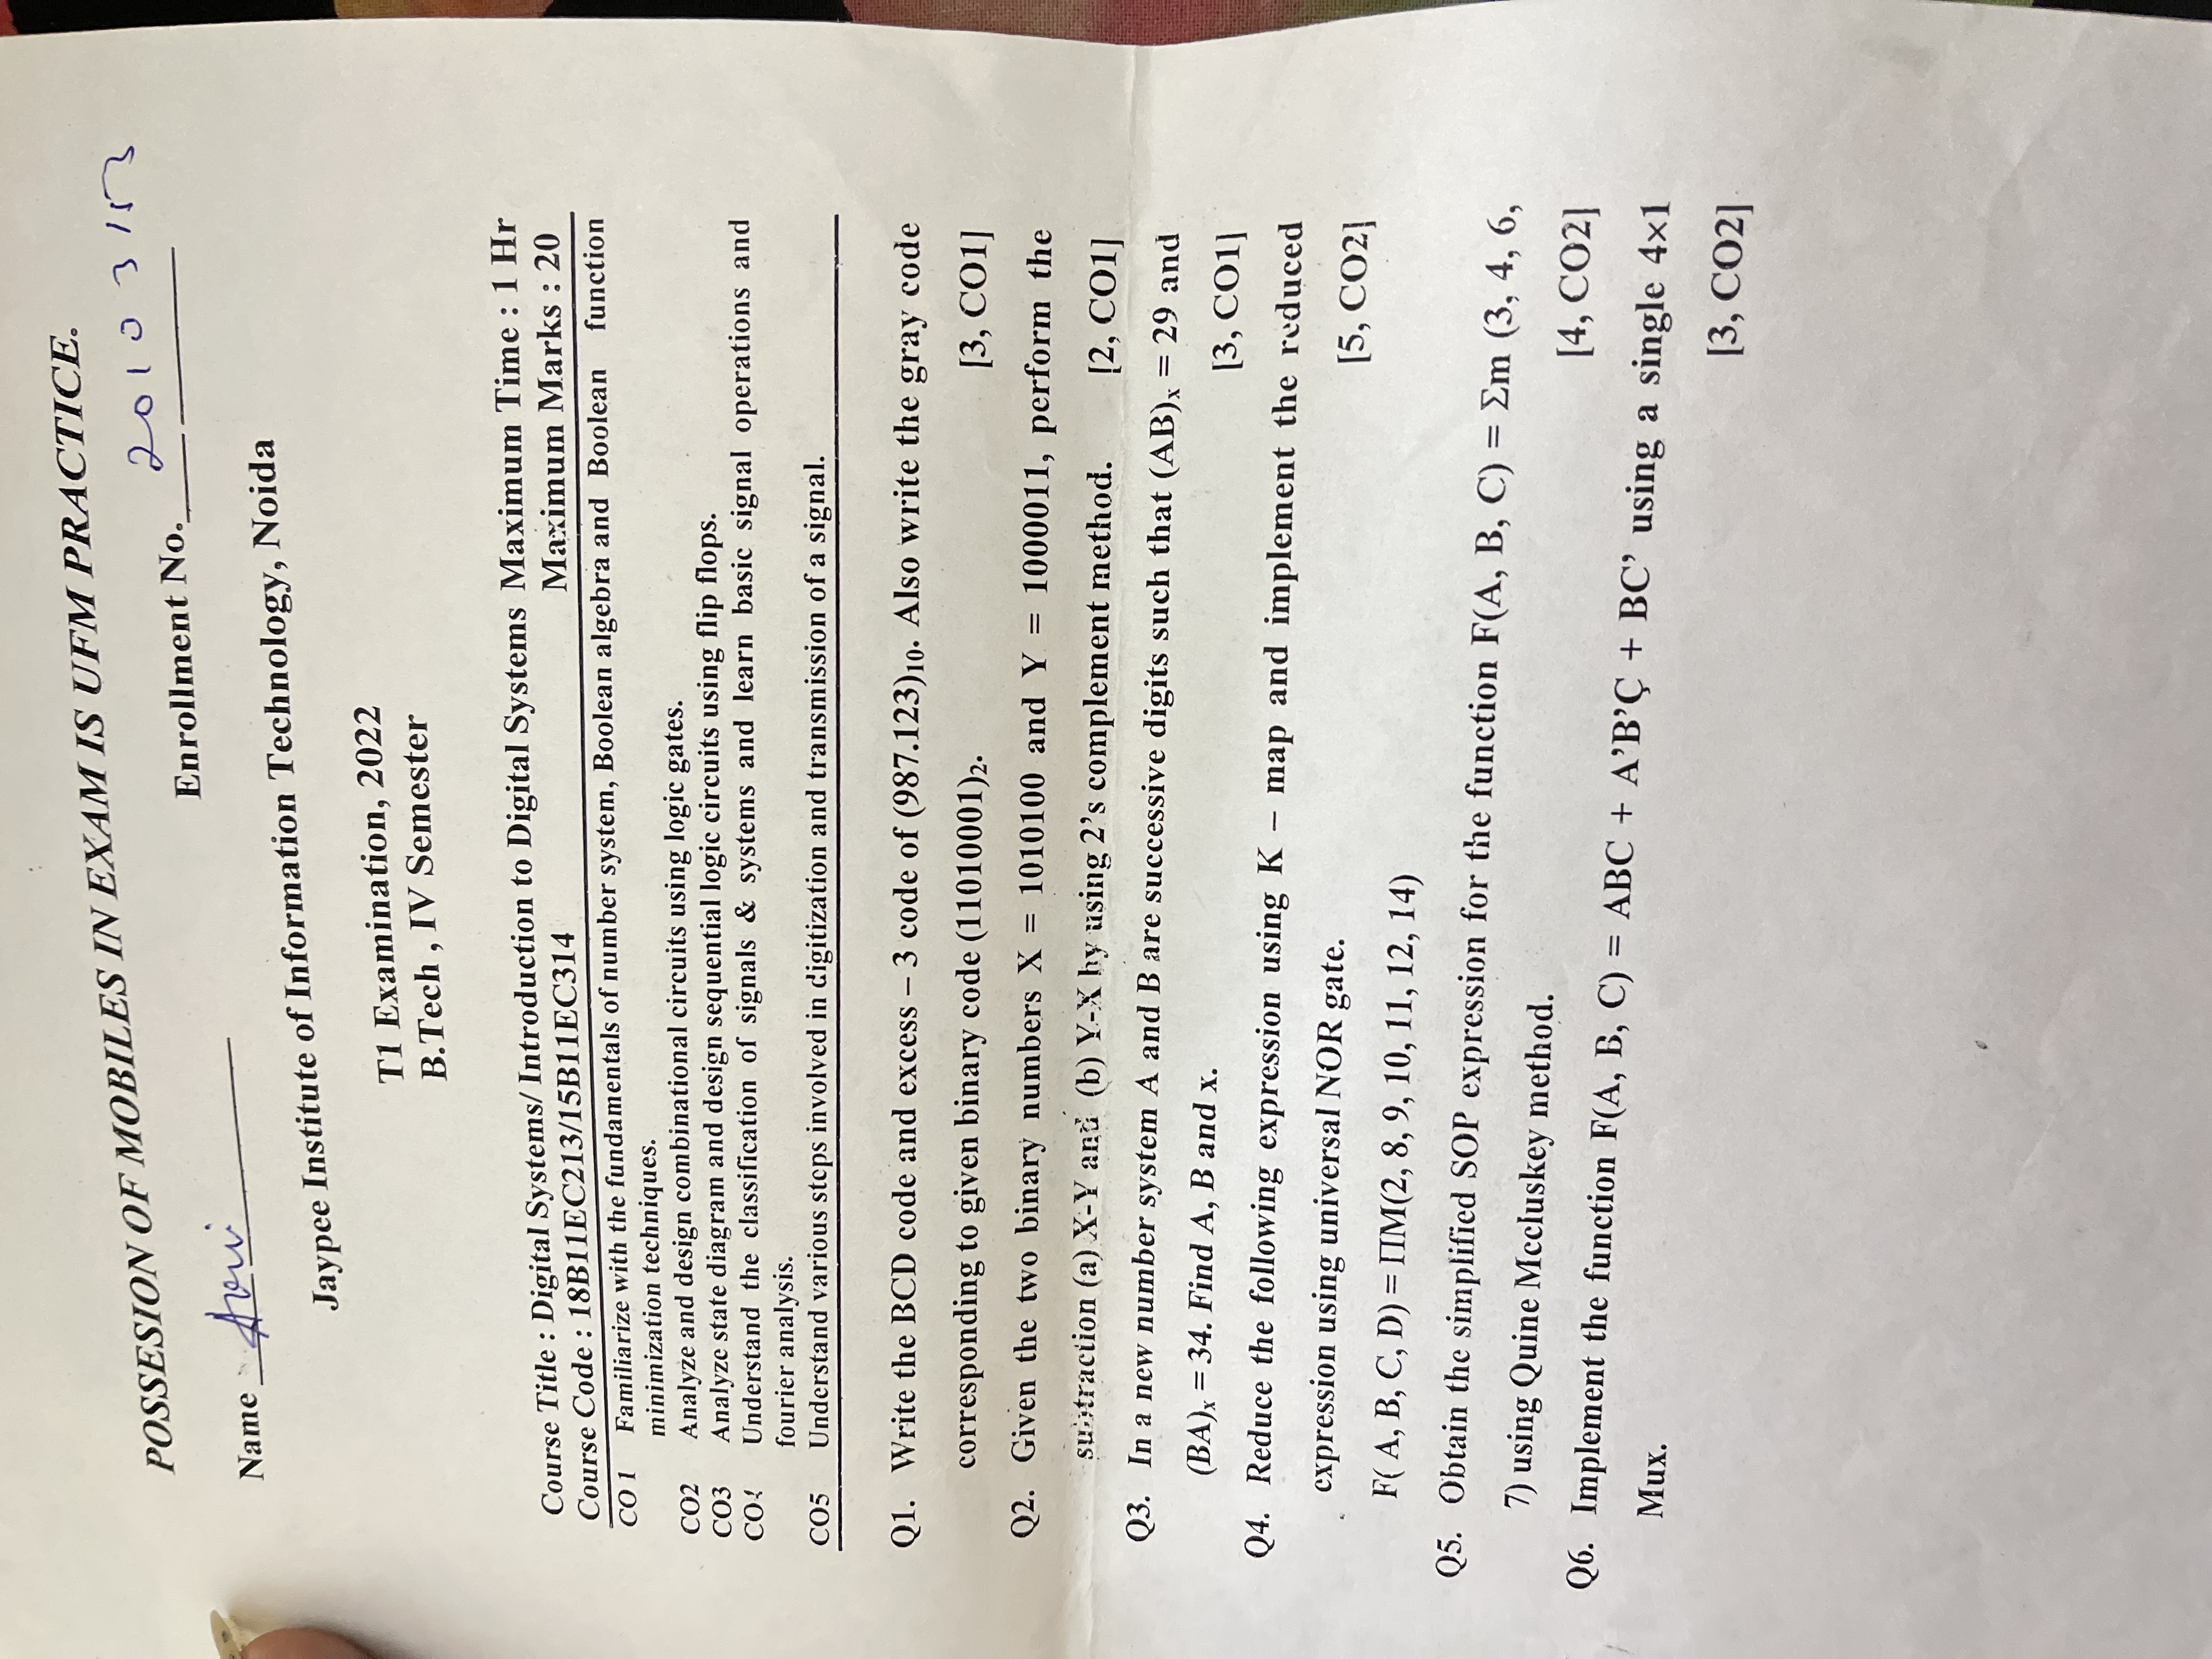 POSSESION OF MOBILES IN EXAM IS UFM PRACTICE.
Enrollment No. 20103153
Name
Jaypee Institute of Information Technology, Noida
T1 Examination, 2022
B.Tech , IV Semester
Course Title : Digital Systems/ Introduction to Digital Systems Maximum Time : 1 Hr
Course Code : 18B11EC213/15B11EC314 Maximum Marks : 20
CO 1 Familiarize with the fundamentals of number system, Boolean algebra and Boolean function
minimization techniques.
CO2 Analyze and design combinational circuits using logic gates.
CO3 Analyze state diagram and design sequential logic circuits using flip flops.
CO4 Understand the classification of signals & systems and learn basic signal operations and
fourier analysis.
CO5 Understand various steps involved in digitization and transmission of a signal.
Q1. Write the BCD code and excess – 3 code of (987.123)₁₀. Also write the gray code
corresponding to given binary code (11010001)₂. [3, CO1]
Q2. Given the two binary numbers X = 1010100 and Y = 1000011, perform the
subtraction (a) X-Y and (b) Y-X by using 2's complement method. [2, CO1]
Q3. In a new number system A and B are successive digits such that (AB)ₓ = 29 and
(BA)ₓ = 34. Find A, B and x. [3, CO1]
Q4. Reduce the following expression using K – map and implement the reduced
expression using universal NOR gate. [5, CO2]
F( A, B, C, D) = ΠM(2, 8, 9, 10, 11, 12, 14)
Q5. Obtain the simplified SOP expression for the function F(A, B, C) = Σm (3, 4, 6,
7) using Quine Mccluskey method. [4, CO2]
Q6. Implement the function F(A, B, C) = ABC + A'B'C + BC' using a single 4×1
Mux.
[3, CO2]